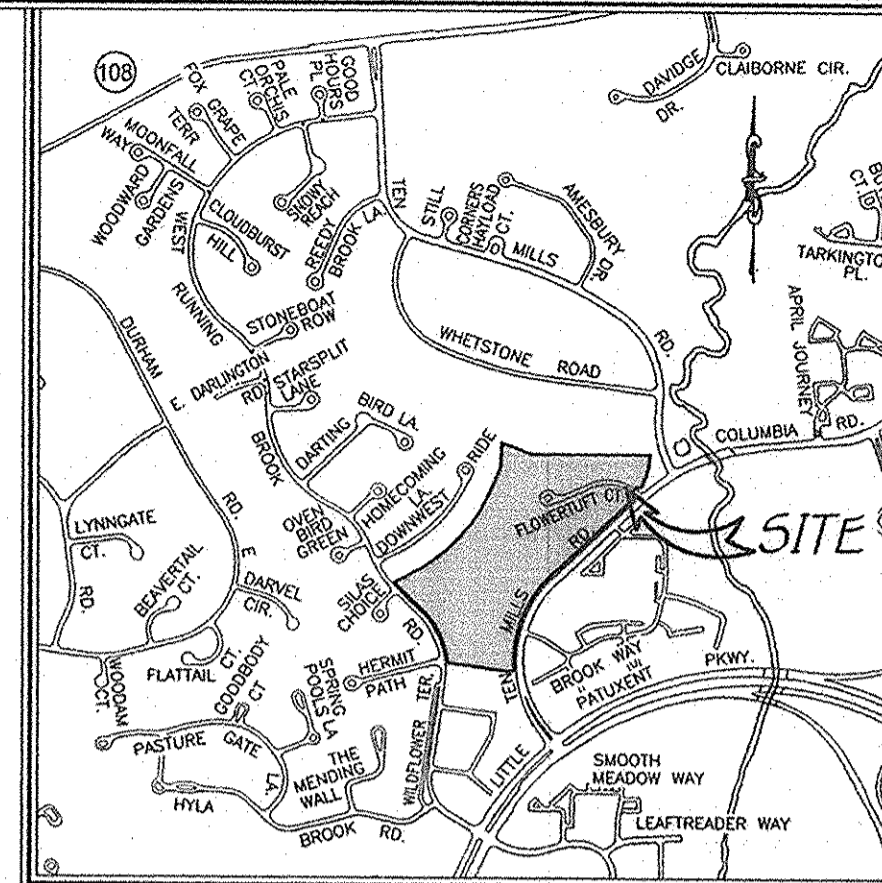 108
FOX
GRAPE
TERR
PALE
ORCHIS
CT.
GOOD
HOURS
PL
MOONFALL
WAY
WOODWARD
GARDENS
WEST
RUNNING
BROOK
RD
CLOUDBURST
HILL
SNOWY
REACH
REEDY
BROOK LA.
DAVIDGE
DR.
CLAIBORNE CIR.
TEN
MILLS
RD.
STILL
CORNERS
HAYLOAD
CT.
AMESBURY
DR.
CT.
TARKINGTO
PL.
APRIL JOURNEY
DURHAM
RD. E
E. DARLINGTON
RD.
STONEBOAT
ROW
STARSPLIT
LANE
WHETSTONE ROAD
DARTING
BIRD LA.
COLUMBIA RD.
HOMECOMING
LA.
DOWNWEST
RIDE
OVEN
BIRD
GREEN
FLOWERTUFT CT.
SITE
LYNNGATE
CT.
RD.
BEAVERTAIL
CT.
DARVEL
CIR.
SILAS
CHOICE
FLATTAIL
CT.
WOODAM
CT.
GOODBODY
CT
SPRING
POOLS LA
HERMIT
PATH
TEN
MILLS
RD
BROOK WAY
LITTLE
PATUXENT
PKWY.
PASTURE GATE
LA.
THE
MENDING
WALL
WILDFLOWER TER.
HYLA
BROOK RD.
SMOOTH
MEADOW WAY
LEAFTREADER WAY